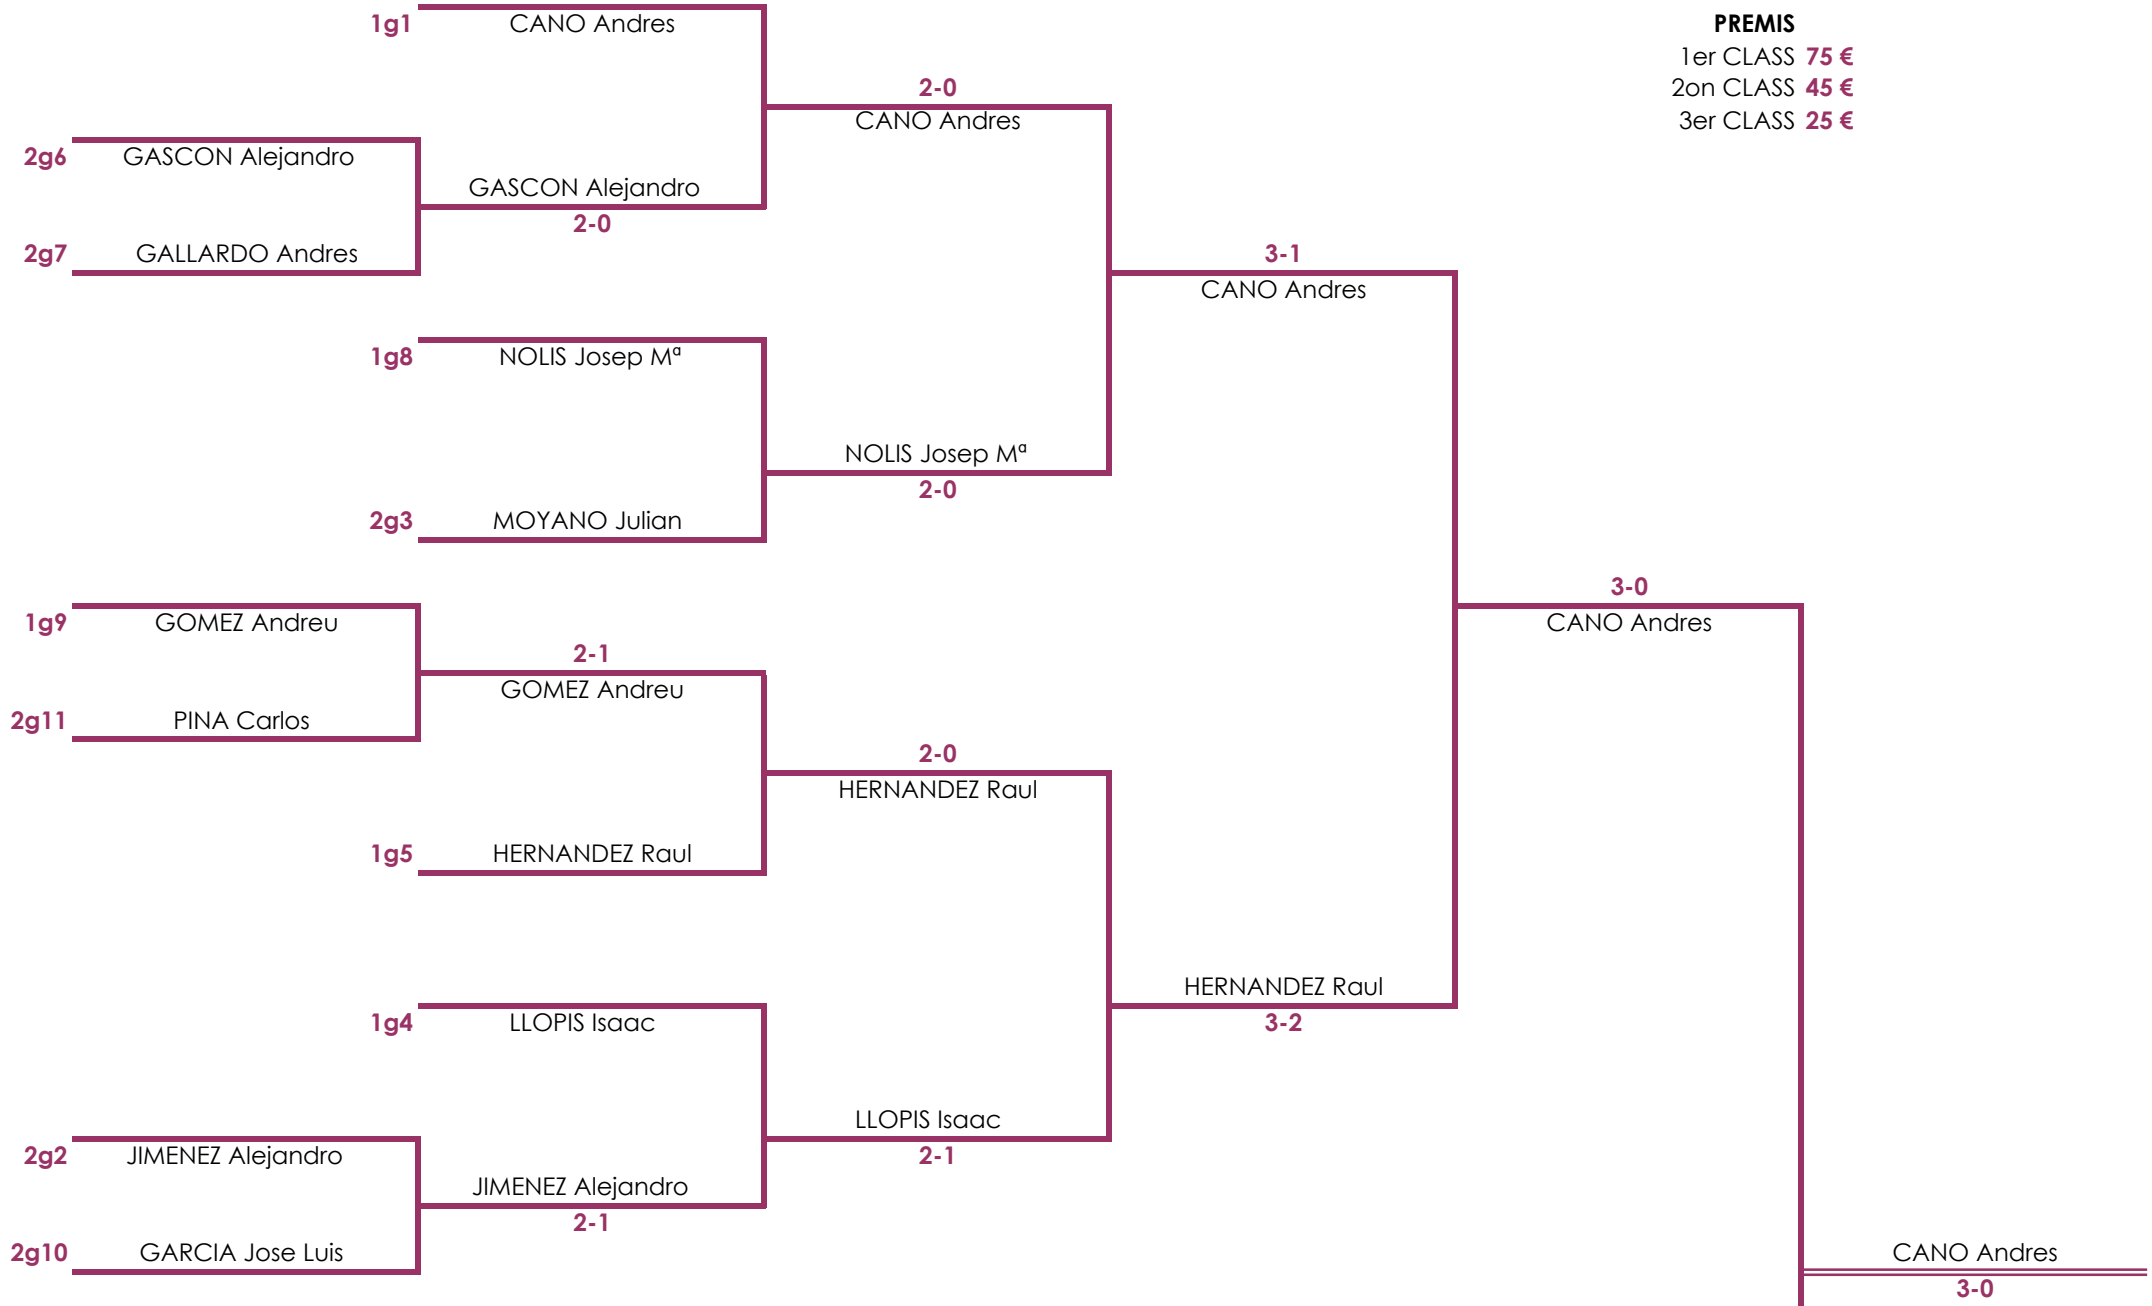 1g1
CANO Andres
PREMIS
1er CLASS 75 €
2on CLASS 45 €
3er CLASS 25 €
2-0
CANO Andres
2g6
GASCON Alejandro
GASCON Alejandro
2-0
2g7
GALLARDO Andres
3-1
CANO Andres
1g8
NOLIS Josep Mª
NOLIS Josep Mª
2-0
2g3
MOYANO Julian
3-0
CANO Andres
1g9
GOMEZ Andreu
2-1
GOMEZ Andreu
2g11
PINA Carlos
2-0
HERNANDEZ Raul
1g5
HERNANDEZ Raul
HERNANDEZ Raul
3-2
1g4
LLOPIS Isaac
LLOPIS Isaac
2-1
2g2
JIMENEZ Alejandro
JIMENEZ Alejandro
2-1
2g10
GARCIA Jose Luis
CANO Andres
3-0